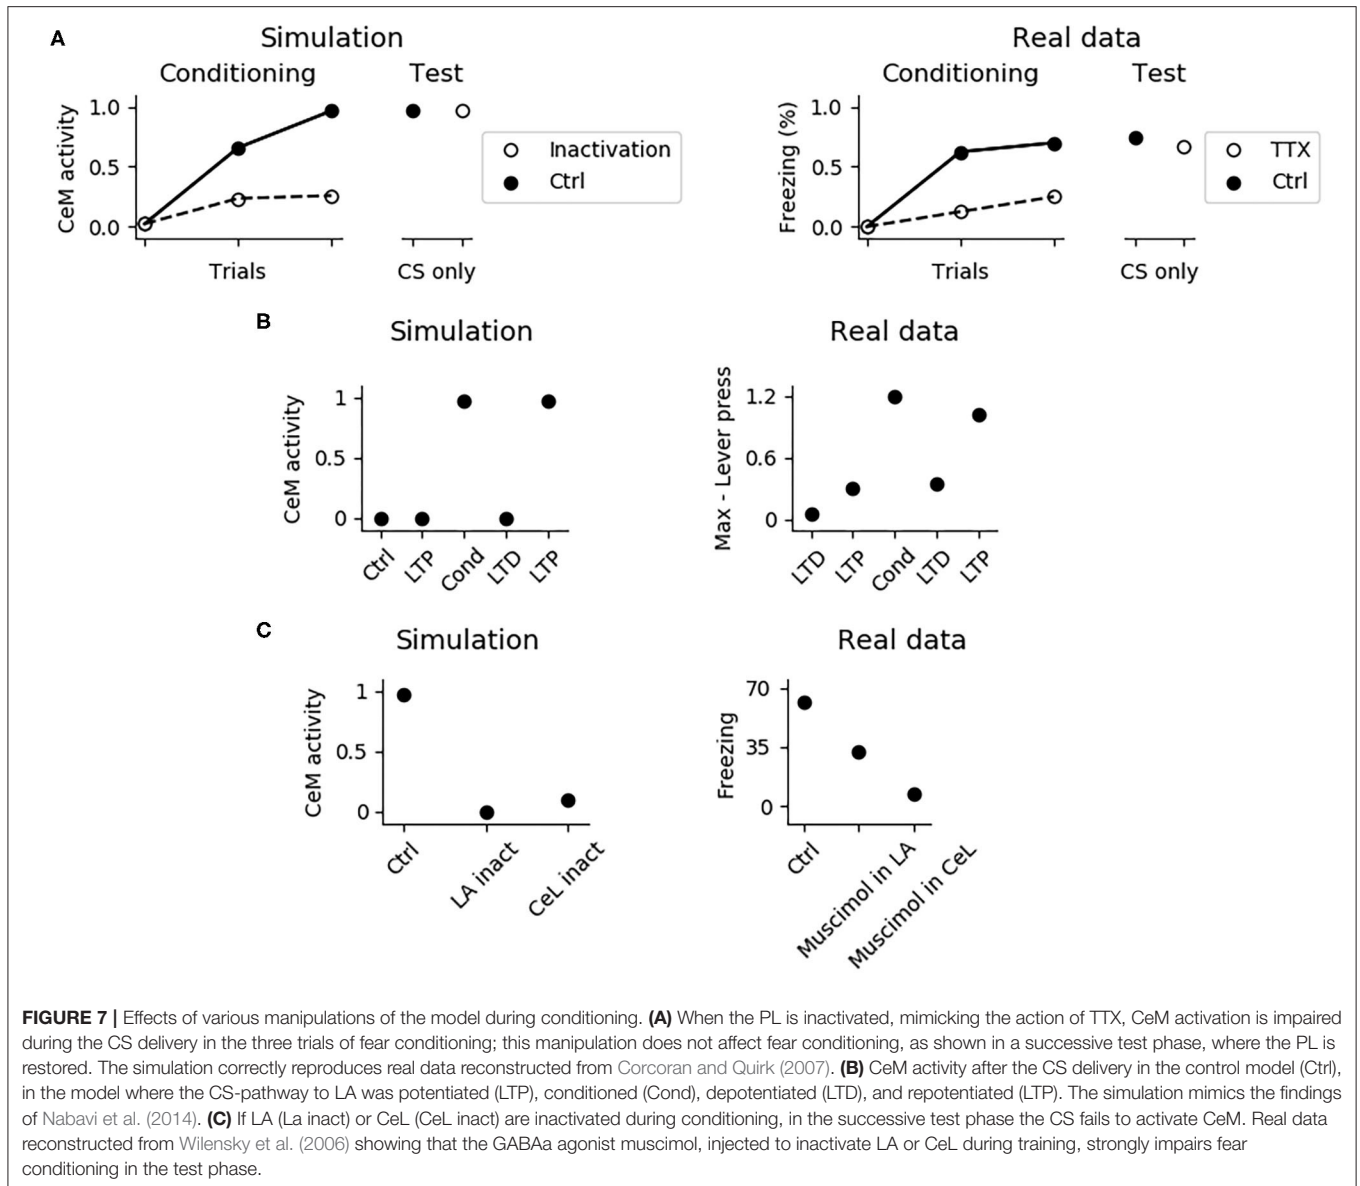 A
Simulation
Real data
Conditioning
Test
Conditioning
Test
CeM activity
1.0
0.5
0.0
Inactivation
Ctrl
Trials
CS only
Freezing (%)
1.0
0.5
0.0
TTX
Ctrl
Trials
CS only
B
Simulation
Real data
CeM activity
1
0.5
0
Ctrl
LTP
Cond
LTD
LTP
Max - Lever press
1.2
0.6
0
LTD
LTP
Cond
LTD
LTP
C
Simulation
Real data
CeM activity
1
0.5
0
Ctrl
LA inact
CeL inact
Freezing
70
35
0
Ctrl
Muscimol in LA
Muscimol in CeL
FIGURE 7 | Effects of various manipulations of the model during conditioning. (A) When the PL is inactivated, mimicking the action of TTX, CeM activation is impaired
during the CS delivery in the three trials of fear conditioning; this manipulation does not affect fear conditioning, as shown in a successive test phase, where the PL is
restored. The simulation correctly reproduces real data reconstructed from Corcoran and Quirk (2007). (B) CeM activity after the CS delivery in the control model (Ctrl),
in the model where the CS-pathway to LA was potentiated (LTP), conditioned (Cond), depotentiated (LTD), and repotentiated (LTP). The simulation mimics the findings
of Nabavi et al. (2014). (C) If LA (La inact) or CeL (CeL inact) are inactivated during conditioning, in the successive test phase the CS fails to activate CeM. Real data
reconstructed from Wilensky et al. (2006) showing that the GABAa agonist muscimol, injected to inactivate LA or CeL during training, strongly impairs fear
conditioning in the test phase.